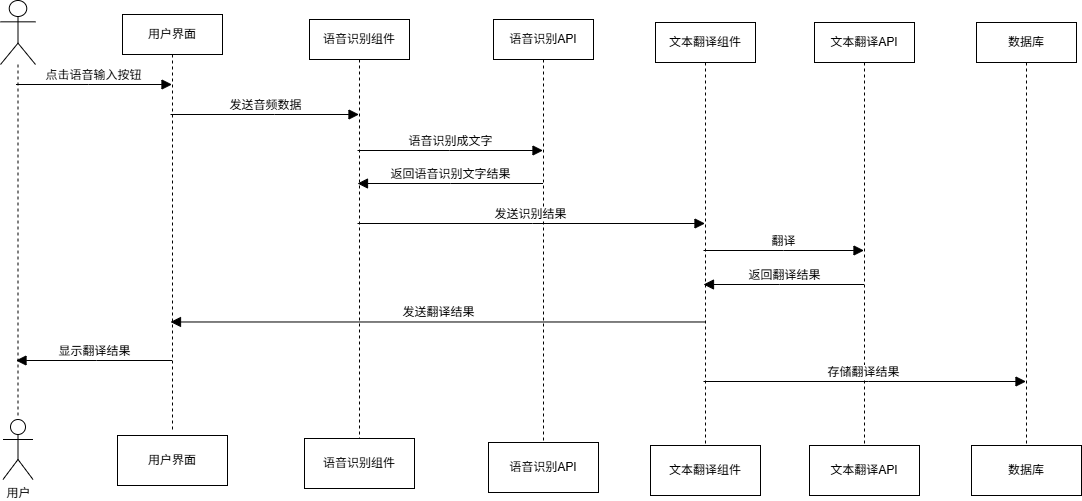 用户界面
语音识别组件
语音识别API
文本翻译组件
文本翻译API
数据库
点击语音输入按钮
发送音频数据
语音识别成文字
返回语音识别文字结果
发送识别结果
翻译
返回翻译结果
发送翻译结果
显示翻译结果
存储翻译结果
用户
用户界面
语音识别组件
语音识别API
文本翻译组件
文本翻译API
数据库